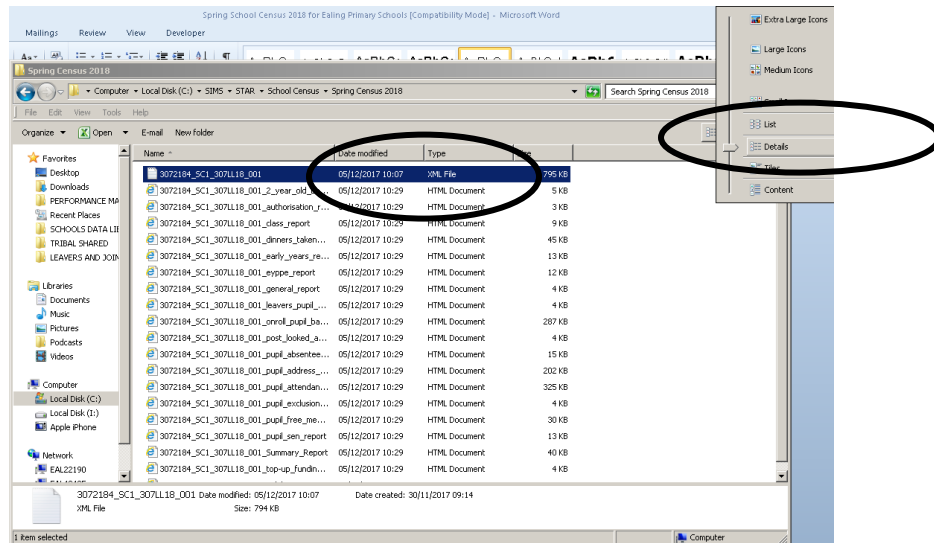 Spring School Census 2018 for Ealing Primary Schools [Compatibility Mode] - Microsoft Word
Mailings Review View Developer
Spring Census 2018
Computer Local Disk (C:) SIMS STAR School Census Spring Census 2018
Search Spring Census 2018
File Edit View Tools Help
Organize Open E-mail New folder
Extra Large Icons
Large Icons
Medium Icons
List
Details
Tiles
Content
Favorites
Desktop
Downloads
PERFORMANCE MA
Recent Places
SCHOOLS DATA LIE
TRIBAL SHARED
LEAVERS AND JOIN
Libraries
Documents
Music
Pictures
Podcasts
Videos
Computer
Local Disk (C:)
Local Disk (I:)
Apple iPhone
Network
EAL22190
Name Date modified Type
3072184_SC1_307LL18_001 05/12/2017 10:07 XML File 795 KB
3072184_SC1_307LL18_001_2_year_old_ 05/12/2017 10:29 HTML Document 5 KB
3072184_SC1_307LL18_001_authorisation_r... 05/12/2017 10:29 HTML Document 3 KB
3072184_SC1_307LL18_001_class_report 05/12/2017 10:29 HTML Document 9 KB
3072184_SC1_307LL18_001_dinners_taken... 05/12/2017 10:29 HTML Document 45 KB
3072184_SC1_307LL18_001_early_years_re... 05/12/2017 10:29 HTML Document 13 KB
3072184_SC1_307LL18_001_eyppe_report 05/12/2017 10:29 HTML Document 12 KB
3072184_SC1_307LL18_001_general_report 05/12/2017 10:29 HTML Document 4 KB
3072184_SC1_307LL18_001_leavers_pupil_... 05/12/2017 10:29 HTML Document 4 KB
3072184_SC1_307LL18_001_onroll_pupil_ba... 05/12/2017 10:29 HTML Document 287 KB
3072184_SC1_307LL18_001_post_looked_a... 05/12/2017 10:29 HTML Document 4 KB
3072184_SC1_307LL18_001_pupil_absentee... 05/12/2017 10:29 HTML Document 15 KB
3072184_SC1_307LL18_001_pupil_address_... 05/12/2017 10:29 HTML Document 202 KB
3072184_SC1_307LL18_001_pupil_attendan... 05/12/2017 10:29 HTML Document 325 KB
3072184_SC1_307LL18_001_pupil_exclusion... 05/12/2017 10:29 HTML Document 4 KB
3072184_SC1_307LL18_001_pupil_free_me... 05/12/2017 10:29 HTML Document 30 KB
3072184_SC1_307LL18_001_pupil_sen_report 05/12/2017 10:29 HTML Document 13 KB
3072184_SC1_307LL18_001_Summary_Report 05/12/2017 10:29 HTML Document 40 KB
3072184_SC1_307LL18_001_top-up_fundin... 05/12/2017 10:29 HTML Document 4 KB
3072184_SC1_307LL18_001 Date modified: 05/12/2017 10:07 Date created: 30/11/2017 09:14
XML File Size: 794 KB
1 item selected Computer